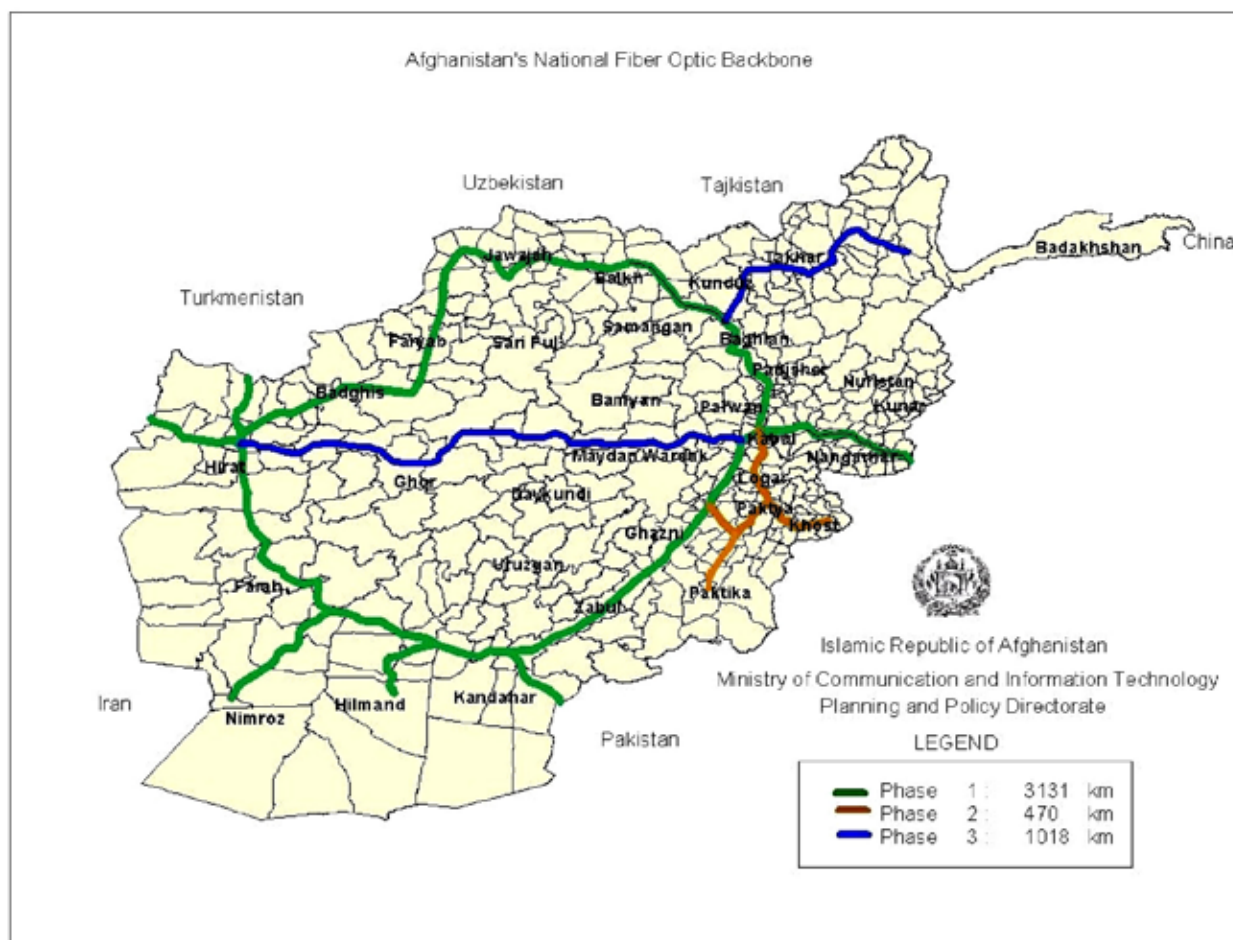 Afghanistan's National Fiber Optic Backbone
Uzbekistan
Tajkistan
China
Badakhshan
Turkmenistan
Jawajah
Takhar
Balkh
Kunduz
Samangan
Baghlan
Faryab
Sari Pul
Panjsher
Nuristan
Badghis
Bamyan
Parwan
Kunar
Kabul
Hirat
Maydan Wardak
Nangarhar
Ghor
Logar
Daykundi
Paktya
Khost
Ghazni
Uruzgan
Farah
Zabul
Paktika
Islamic Republic of Afghanistan
Ministry of Communication and Information Technology
Planning and Policy Directorate
Iran
Nimroz
Hilmand
Kandahar
Pakistan
LEGEND
Phase 1 : 3131 km
Phase 2 : 470 km
Phase 3 : 1018 km